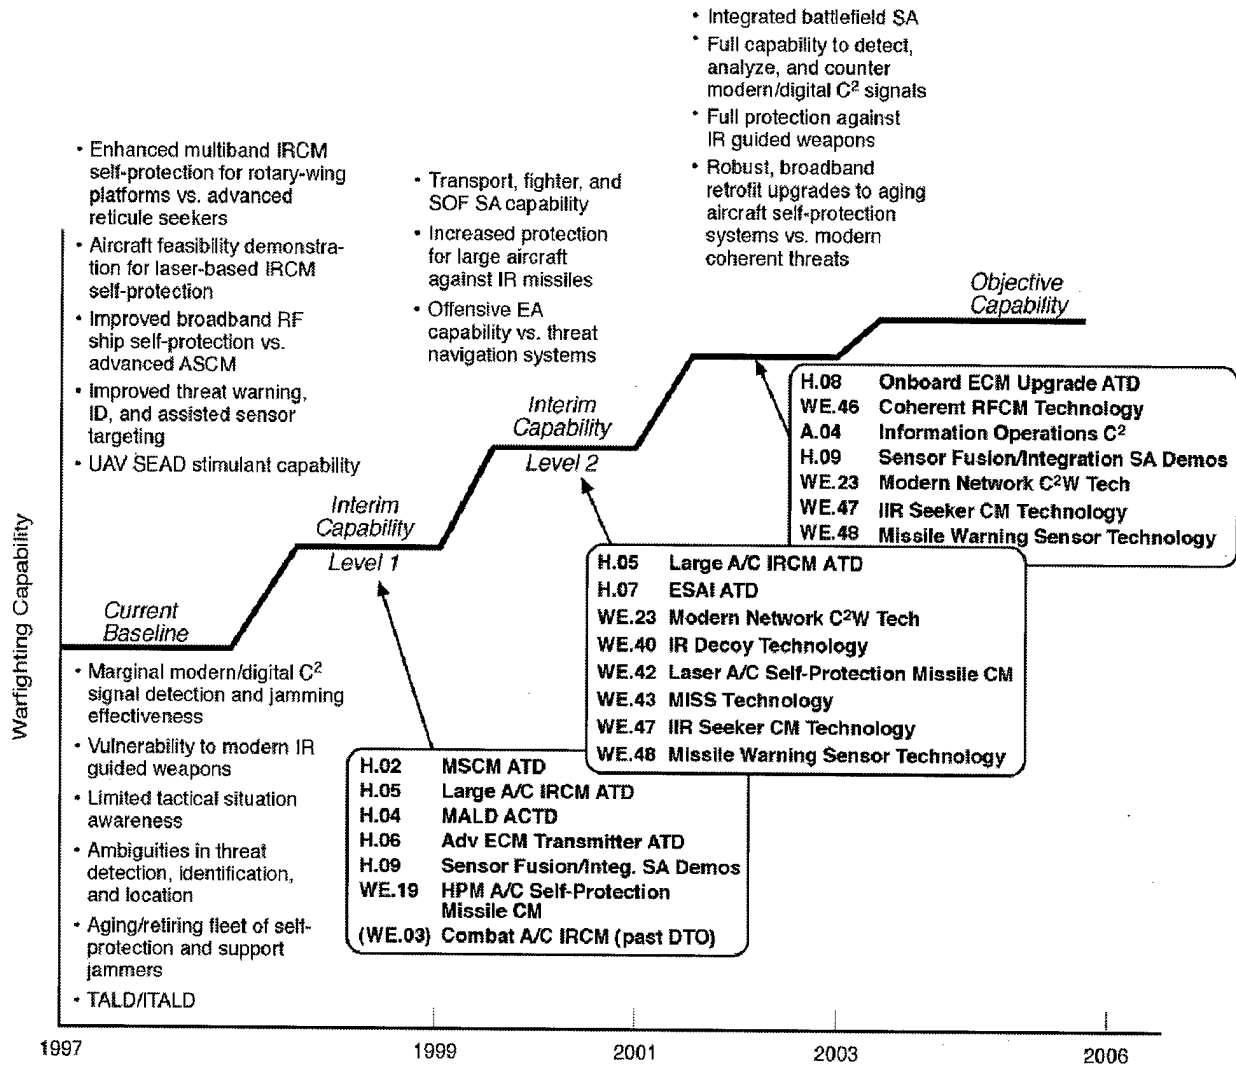 • Integrated battlefield SA
• Full capability to detect,
analyze, and counter
modern/digital C² signals
• Full protection against
IR guided weapons
• Robust, broadband
retrofit upgrades to aging
aircraft self-protection
systems vs. modern
coherent threats
• Enhanced multiband IRCM
self-protection for rotary-wing
platforms vs. advanced
reticule seekers
• Aircraft feasibility demonstra-
tion for laser-based IRCM
self-protection
• Improved broadband RF
ship self-protection vs.
advanced ASCM
• Improved threat warning,
ID, and assisted sensor
targeting
• UAV SEAD stimulant capability
• Transport, fighter, and
SOF SA capability
• Increased protection
for large aircraft
against IR missiles
• Offensive EA
capability vs. threat
navigation systems
Objective
Capability
Interim
Capability
Level 2
Interim
Capability
Level 1
Current
Baseline
Warfighting Capability
H.08 Onboard ECM Upgrade ATD
WE.46 Coherent RFCM Technology
A.04 Information Operations C²
H.09 Sensor Fusion/Integration SA Demos
WE.23 Modern Network C²W Tech
WE.47 IIR Seeker CM Technology
WE.48 Missile Warning Sensor Technology
H.05 Large A/C IRCM ATD
H.07 ESAI ATD
WE.23 Modern Network C²W Tech
WE.40 IR Decoy Technology
WE.42 Laser A/C Self-Protection Missile CM
WE.43 MISS Technology
WE.47 IIR Seeker CM Technology
WE.48 Missile Warning Sensor Technology
H.02 MSCM ATD
H.05 Large A/C IRCM ATD
H.04 MALD ACTD
H.06 Adv ECM Transmitter ATD
H.09 Sensor Fusion/Integ. SA Demos
WE.19 HPM A/C Self-Protection
Missile CM
(WE.03) Combat A/C IRCM (past DTO)
• Marginal modern/digital C²
signal detection and jamming
effectiveness
• Vulnerability to modern IR
guided weapons
• Limited tactical situation
awareness
• Ambiguities in threat
detection, identification,
and location
• Aging/retiring fleet of self-
protection and support
jammers
• TALD/ITALD
1997 1999 2001 2003 2006